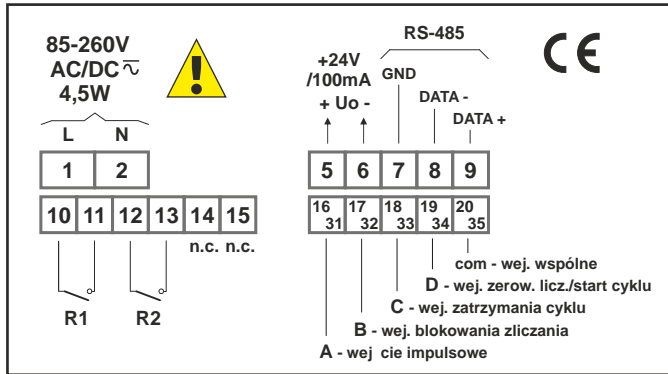 85-260V
AC/DC
4,5W
L N
1 2
10 11 12 13 14 15
n.c. n.c.
R1 R2
RS-485
+24V
/100mA
GND
+ Uo -
DATA -
DATA +
5 6 7 8 9
16 17 18 19 20
31 32 33 34 35
com - wej. wspólne
D - wej. zerow. licz./start cyklu
C - wej. zatrzymania cyklu
B - wej. blokowania zliczania
A - wej cie impulsowe
CE